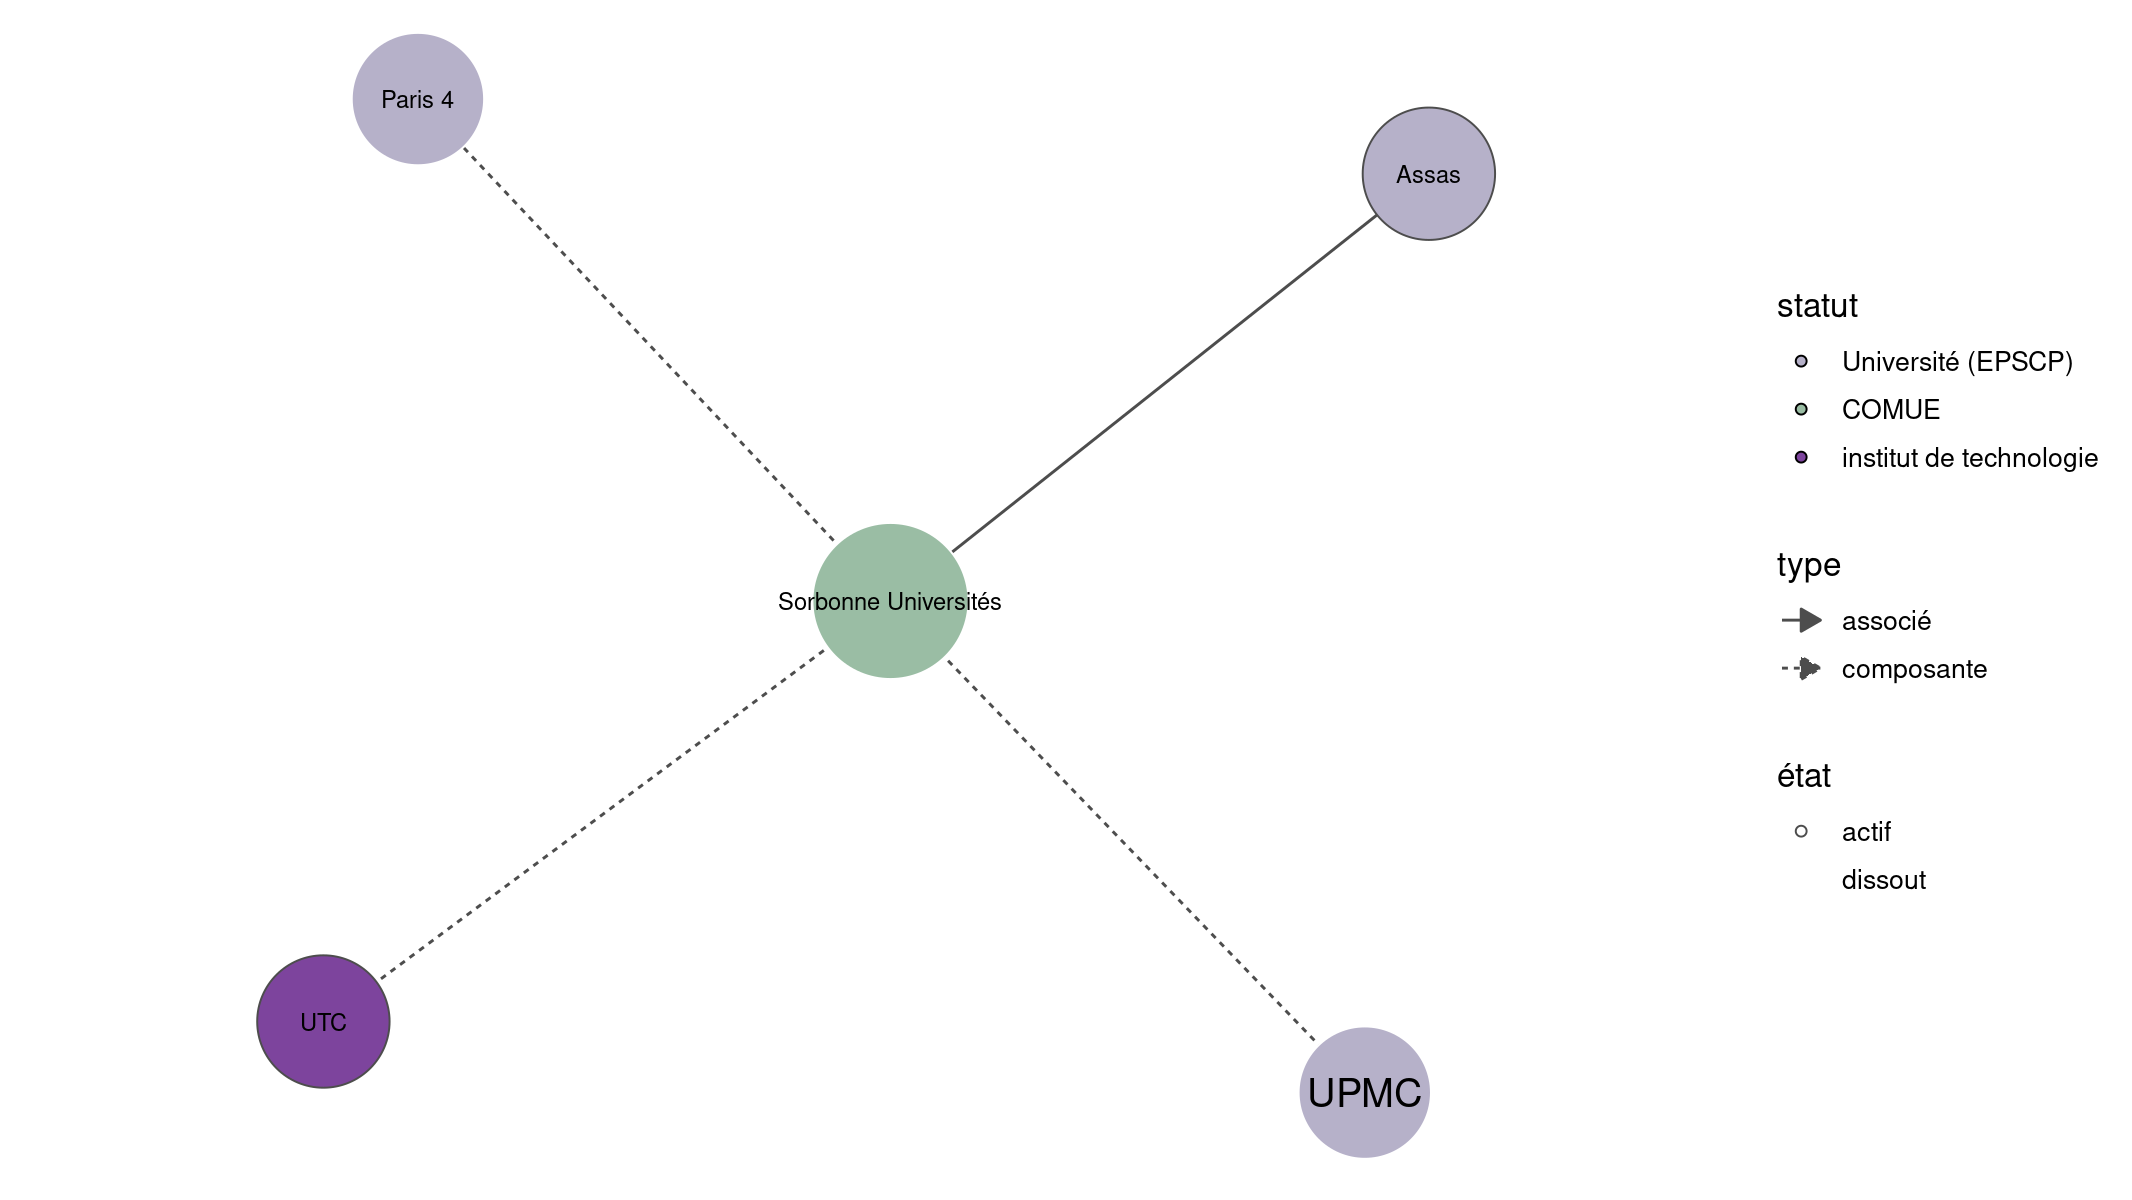 Paris 4
Assas
Sorbonne Universités
UTC
UPMC
statut
Université (EPSCP)
COMUE
institut de technologie
type
associé
composante
état
actif
dissout